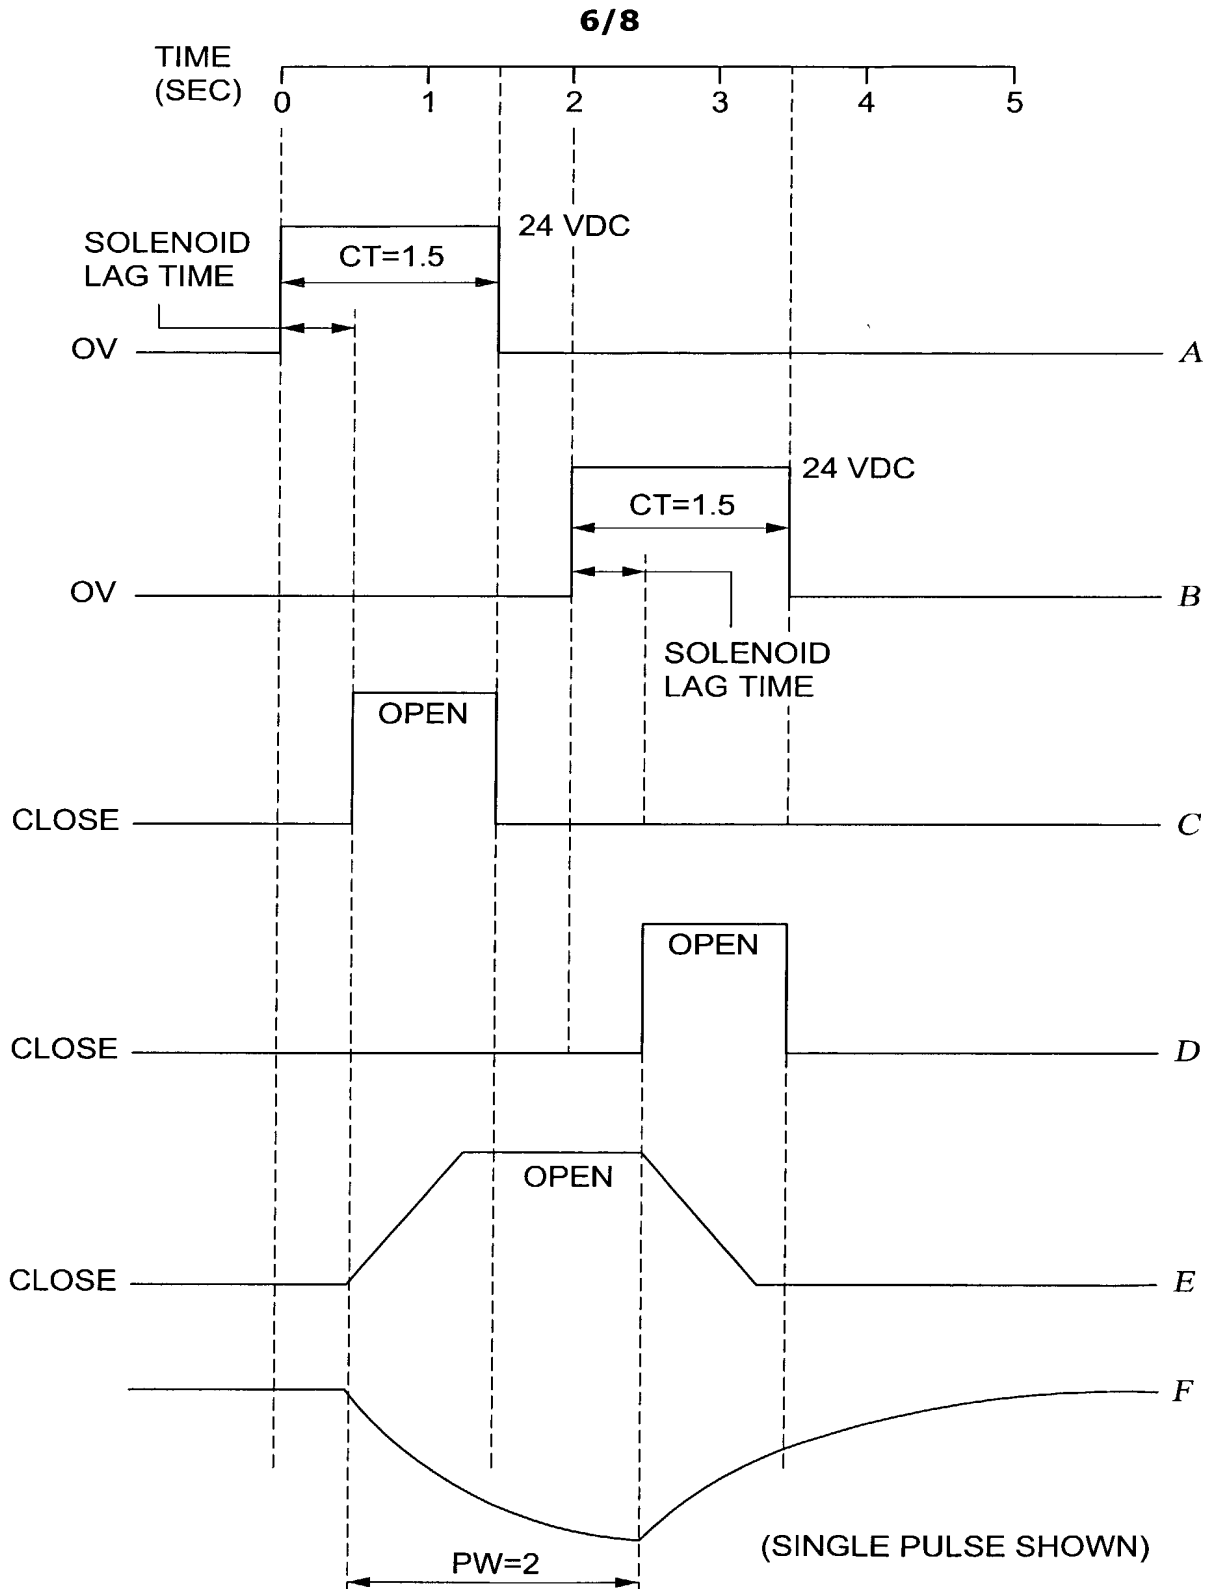 6/8
TIME
(SEC)
0 1 2 3 4 5
24 VDC
SOLENOID
LAG TIME
CT=1.5
OV
A
24 VDC
CT=1.5
OV
B
SOLENOID
LAG TIME
OPEN
CLOSE
C
OPEN
CLOSE
D
OPEN
CLOSE
E
F
(SINGLE PULSE SHOWN)
PW=2